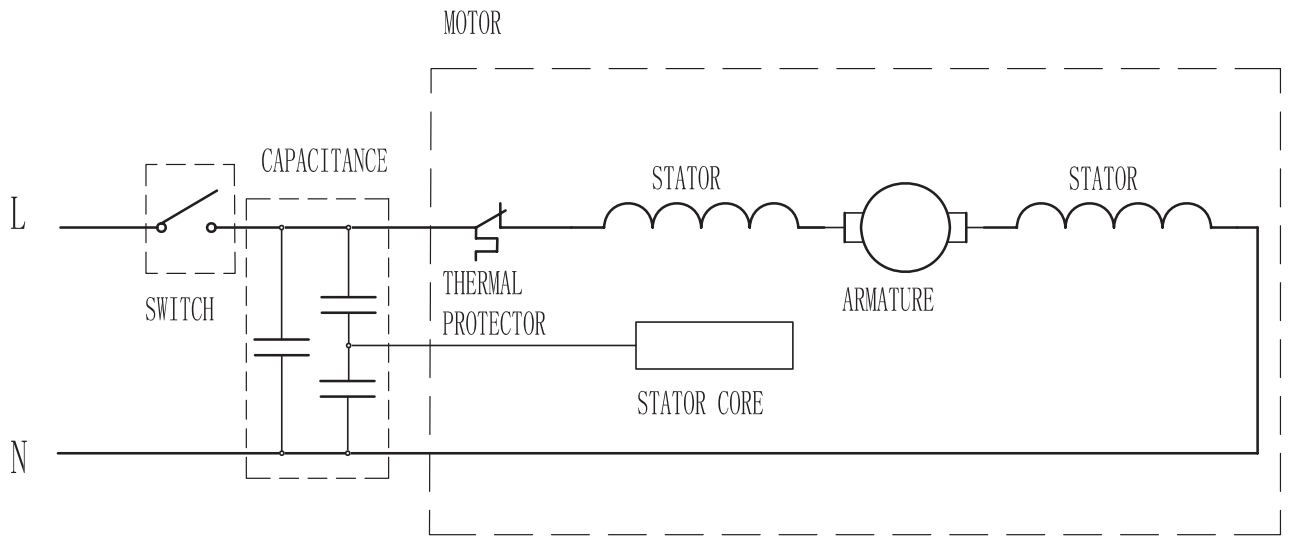 MOTOR
CAPACITANCE
STATOR
STATOR
L
SWITCH
THERMAL
PROTECTOR
ARMATURE
STATOR CORE
N